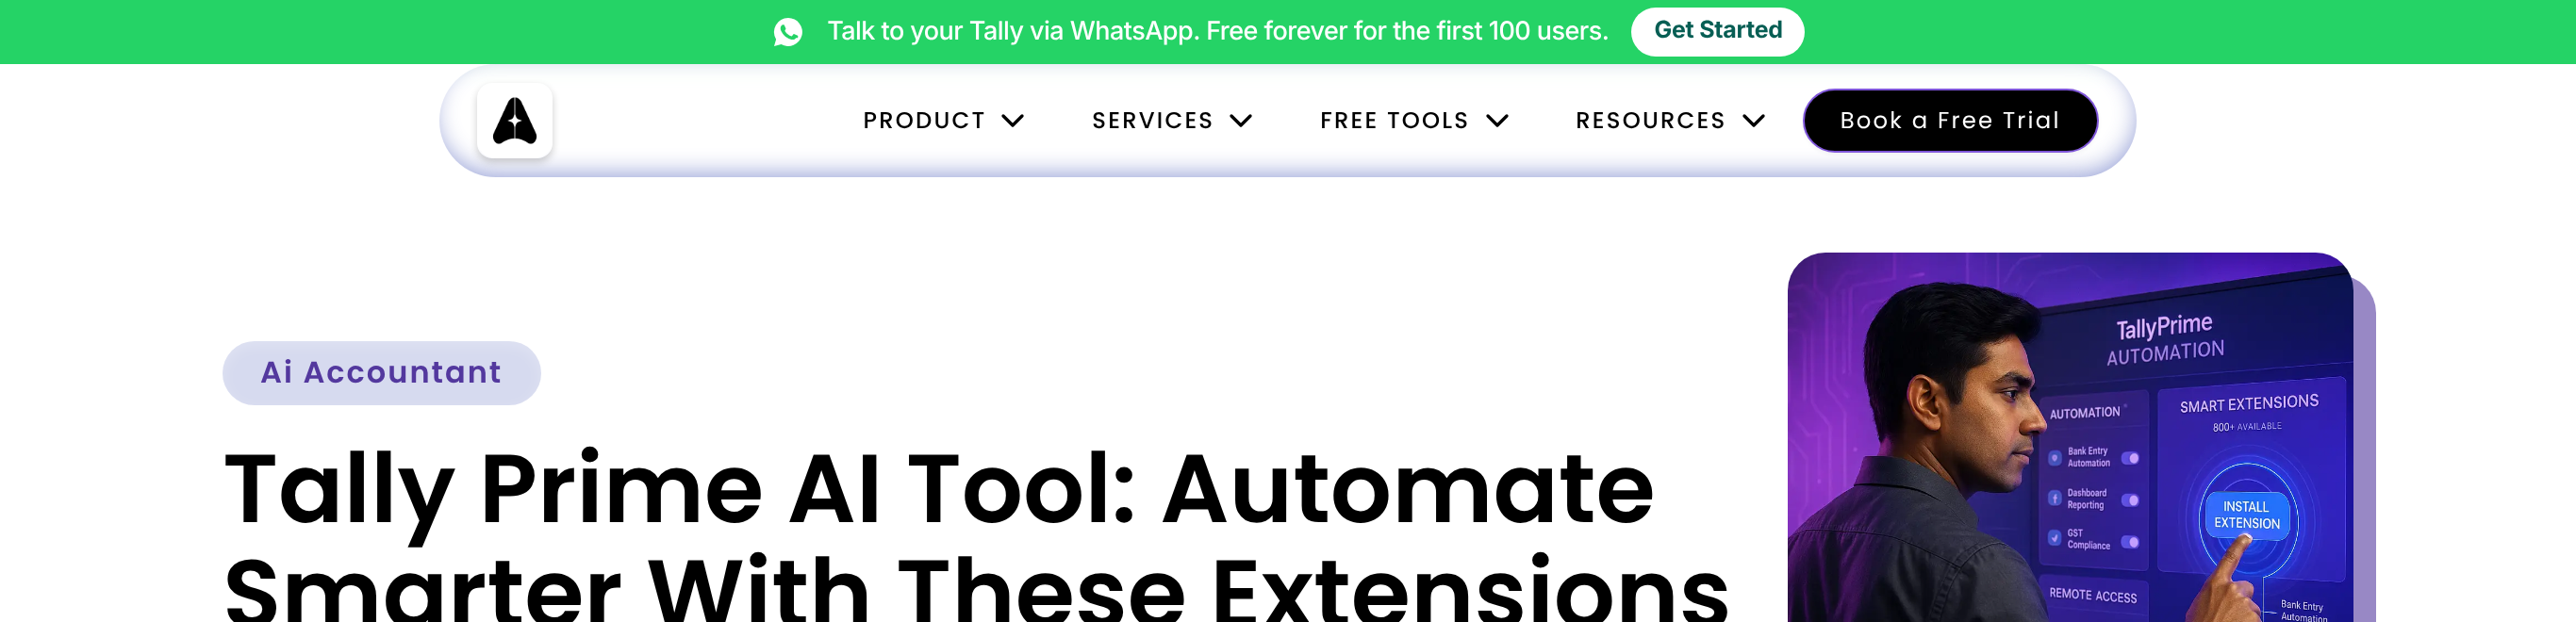 Talk to your Tally via WhatsApp. Free forever for the first 100 users. Get Started
PRODUCT SERVICES FREE TOOLS RESOURCES Book a Free Trial
Ai Accountant
Tally Prime AI Tool: Automate
Smarter With These Extensions
TallyPrime
AUTOMATION
AUTOMATION
Bank Entry
Automation
Dashboard
Reporting
GST
Compliance
REMOTE ACCESS
SMART EXTENSIONS
800+ AVAILABLE
INSTALL
EXTENSION
Bank Entry
Automation